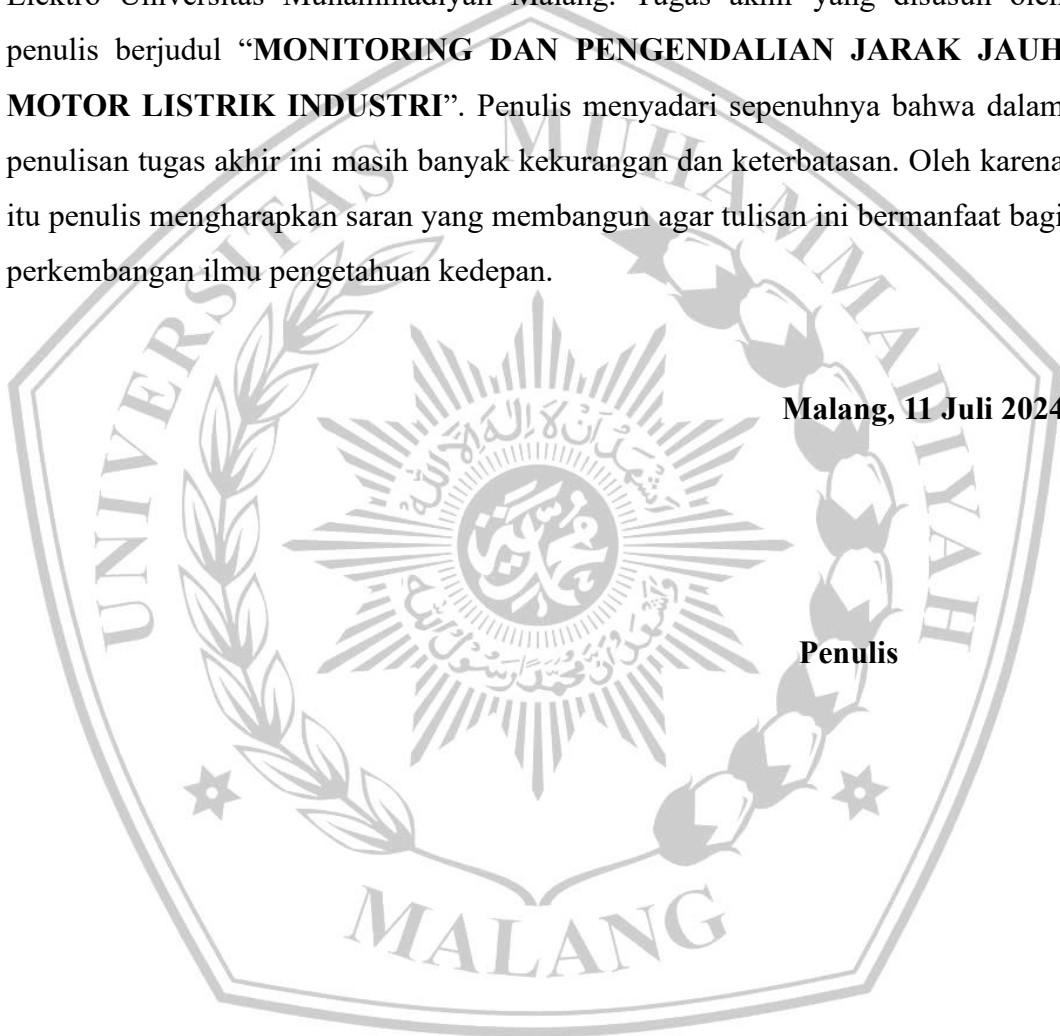 Elektro Universitas Muhammadiyah Malang. Tugas akhir yang disusun oleh
penulis berjudul “MONITORING DAN PENGENDALIAN JARAK JAUH
MOTOR LISTRIK INDUSTRI”. Penulis menyadari sepenuhnya bahwa dalam
penulisan tugas akhir ini masih banyak kekurangan dan keterbatasan. Oleh karena
itu penulis mengharapkan saran yang membangun agar tulisan ini bermanfaat bagi
perkembangan ilmu pengetahuan kedepan.
Malang, 11 Juli 2024
Penulis
UNIVERSITAS MUHAMMADIYAH
MALANG